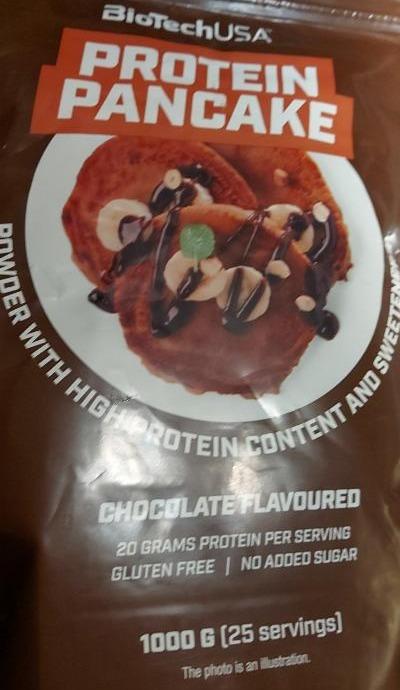 BioTechUSA
PROTEIN
PANCAKE
POWDER WITH HIGH PROTEIN CONTENT AND SWEETENER
CHOCOLATE FLAVOURED
20 GRAMS PROTEIN PER SERVING
GLUTEN FREE | NO ADDED SUGAR
1000 G (25 servings)
The photo is an illustration.